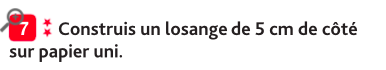 7 Construis un losange de 5 cm de côté
sur papier uni.